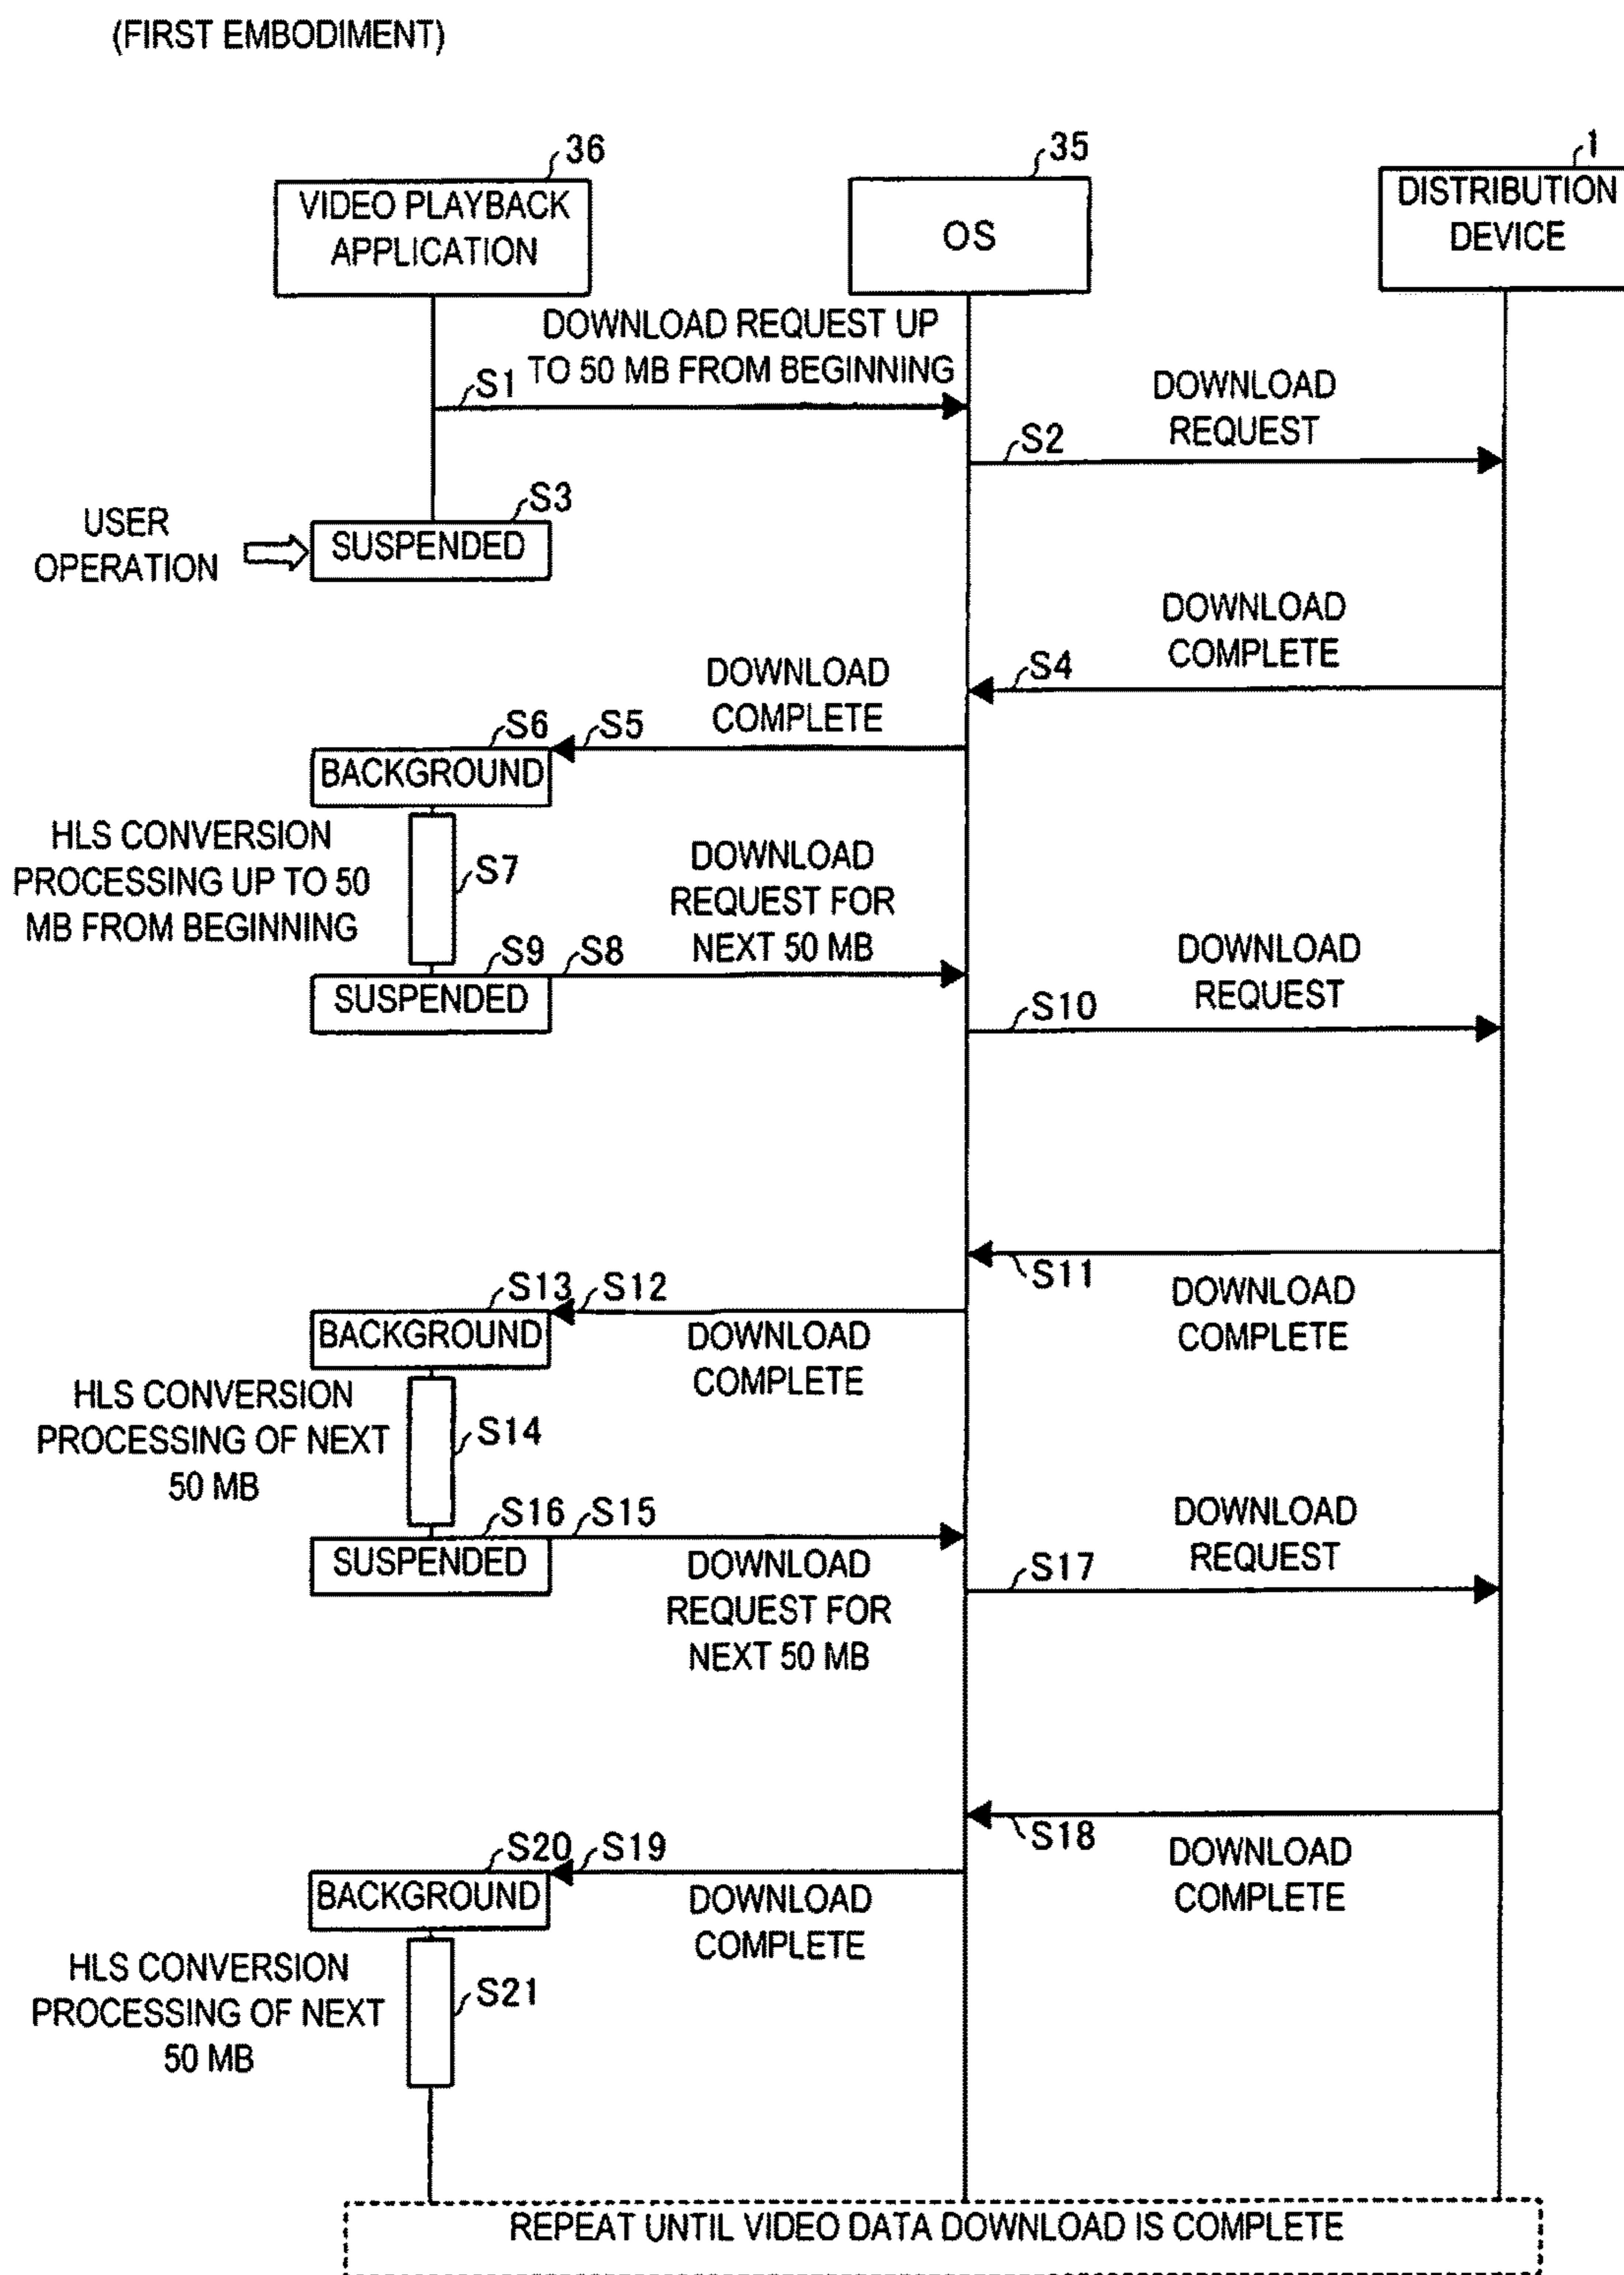 (FIRST EMBODIMENT)
36
35
1
VIDEO PLAYBACK
APPLICATION
OS
DISTRIBUTION
DEVICE
DOWNLOAD REQUEST UP
TO 50 MB FROM BEGINNING
S1
DOWNLOAD
REQUEST
S2
S3
USER
OPERATION
SUSPENDED
DOWNLOAD
COMPLETE
S4
DOWNLOAD
COMPLETE
S6
S5
BACKGROUND
HLS CONVERSION
PROCESSING UP TO 50
MB FROM BEGINNING
S7
DOWNLOAD
REQUEST FOR
NEXT 50 MB
S9
S8
SUSPENDED
DOWNLOAD
REQUEST
S10
S11
DOWNLOAD
COMPLETE
S13
S12
BACKGROUND
DOWNLOAD
COMPLETE
HLS CONVERSION
PROCESSING OF NEXT
50 MB
S14
S16
S15
SUSPENDED
DOWNLOAD
REQUEST FOR
NEXT 50 MB
DOWNLOAD
REQUEST
S17
S18
DOWNLOAD
COMPLETE
S20
S19
BACKGROUND
DOWNLOAD
COMPLETE
HLS CONVERSION
PROCESSING OF NEXT
50 MB
S21
REPEAT UNTIL VIDEO DATA DOWNLOAD IS COMPLETE